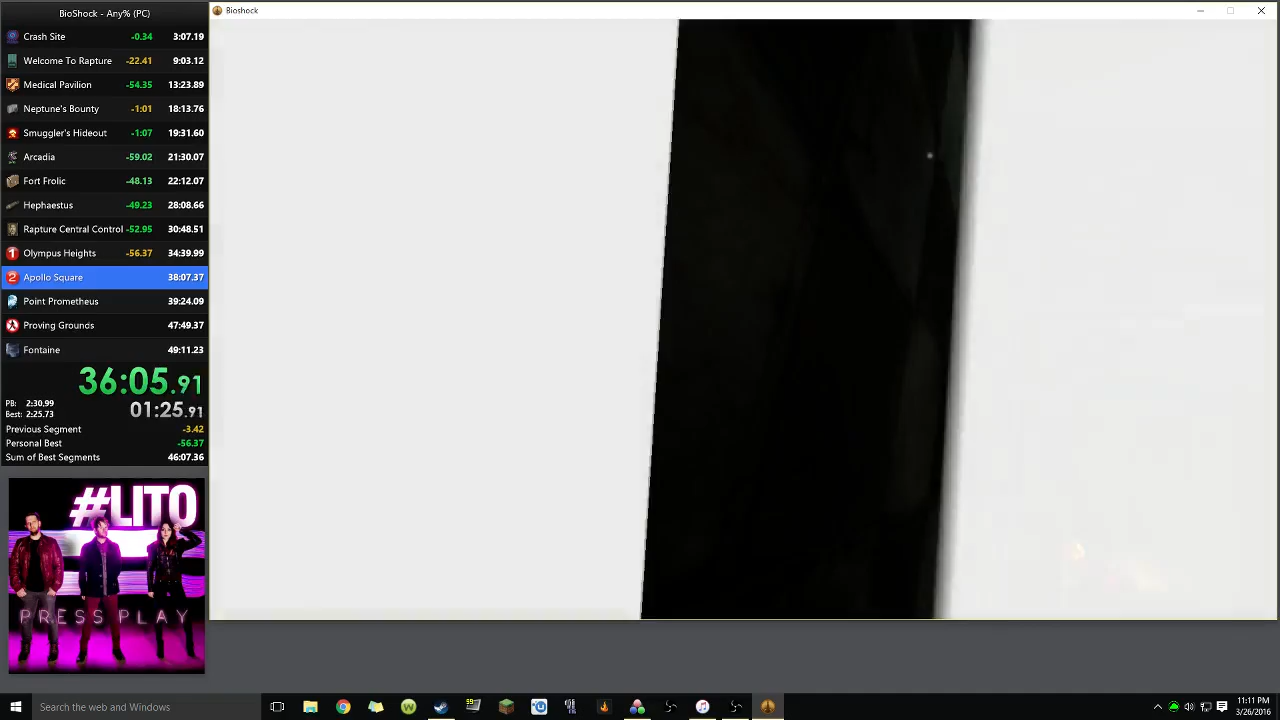 Bioshock
BioShock - Any% (PC)
Crash Site -0.34 3:07.19
Welcome To Rapture -22.41 9:03.12
Medical Pavilion -54.35 13:23.89
Neptune's Bounty -1:01 18:13.76
Smuggler's Hideout -1:07 19:31.60
Arcadia -59.02 21:30.07
Fort Frolic -48.13 22:12.07
Hephaestus -49.23 28:08.66
Rapture Central Control -52.95 30:48.51
1 Olympus Heights -56.37 34:39.99
2 Apollo Square 38:07.37
Point Prometheus 39:24.09
Proving Grounds 47:49.37
Fontaine 49:11.23
36:05.91
PB: 2:30.99
Best: 2:25.73
01:25.91
Previous Segment -3.42
Personal Best -56.37
Sum of Best Segments 46:07.36
#LITO
PRESS PLAY
Search the web and Windows
11:11 PM
3/26/2016